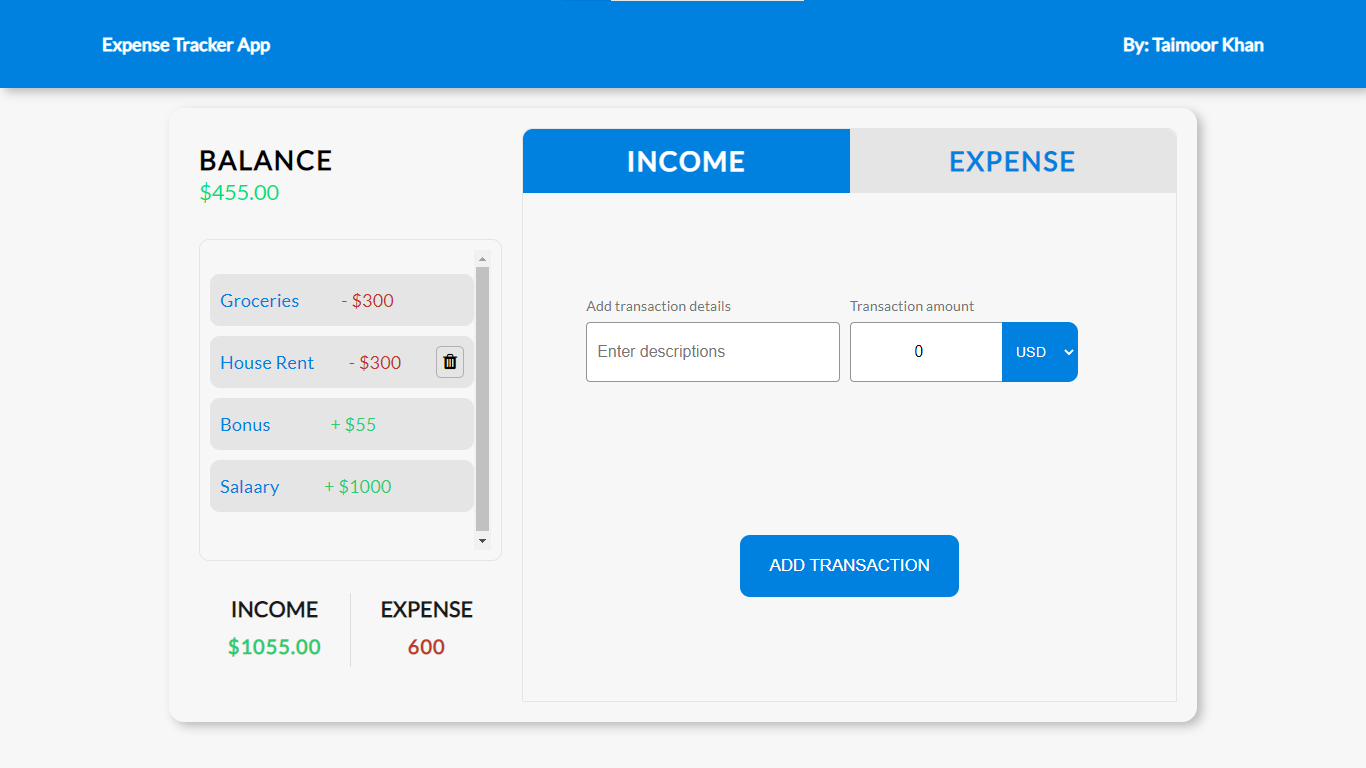 Expense Tracker App
By: Taimoor Khan
BALANCE
$455.00
Groceries - $300
House Rent - $300
Bonus + $55
Salaary + $1000
INCOME EXPENSE
$1055.00 600
INCOME EXPENSE
Add transaction details Transaction amount
Enter descriptions 0 USD
ADD TRANSACTION